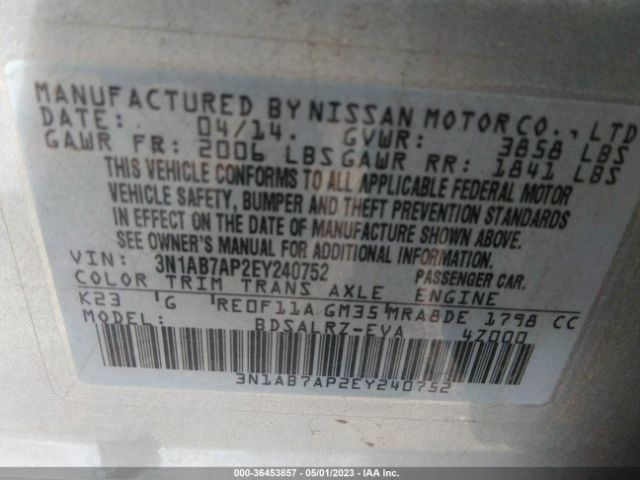 MANUFACTURED BY NISSAN MOTOR CO., LTD
DATE: 04/14. GVWR: 3858 LBS
GAWR FR: 2006 LBS GAWR RR: 1841 LBS
THIS VEHICLE CONFORMS TO ALL APPLICABLE FEDERAL MOTOR
VEHICLE SAFETY, BUMPER AND THEFT PREVENTION STANDARDS
IN EFFECT ON THE DATE OF MANUFACTURE SHOWN ABOVE.
SEE OWNER'S MANUAL FOR ADDITIONAL INFORMATION.
VIN: 3N1AB7AP2EY240752 PASSENGER CAR.
COLOR TRIM TRANS AXLE ENGINE
K23 G RE0F11A GM35 MRA8DE 1798 CC
MODEL: BDSALRZ-EVA 4Z000
3N1AB7AP2EY240752
000-36453857 - 05/01/2023 - IAA Inc.